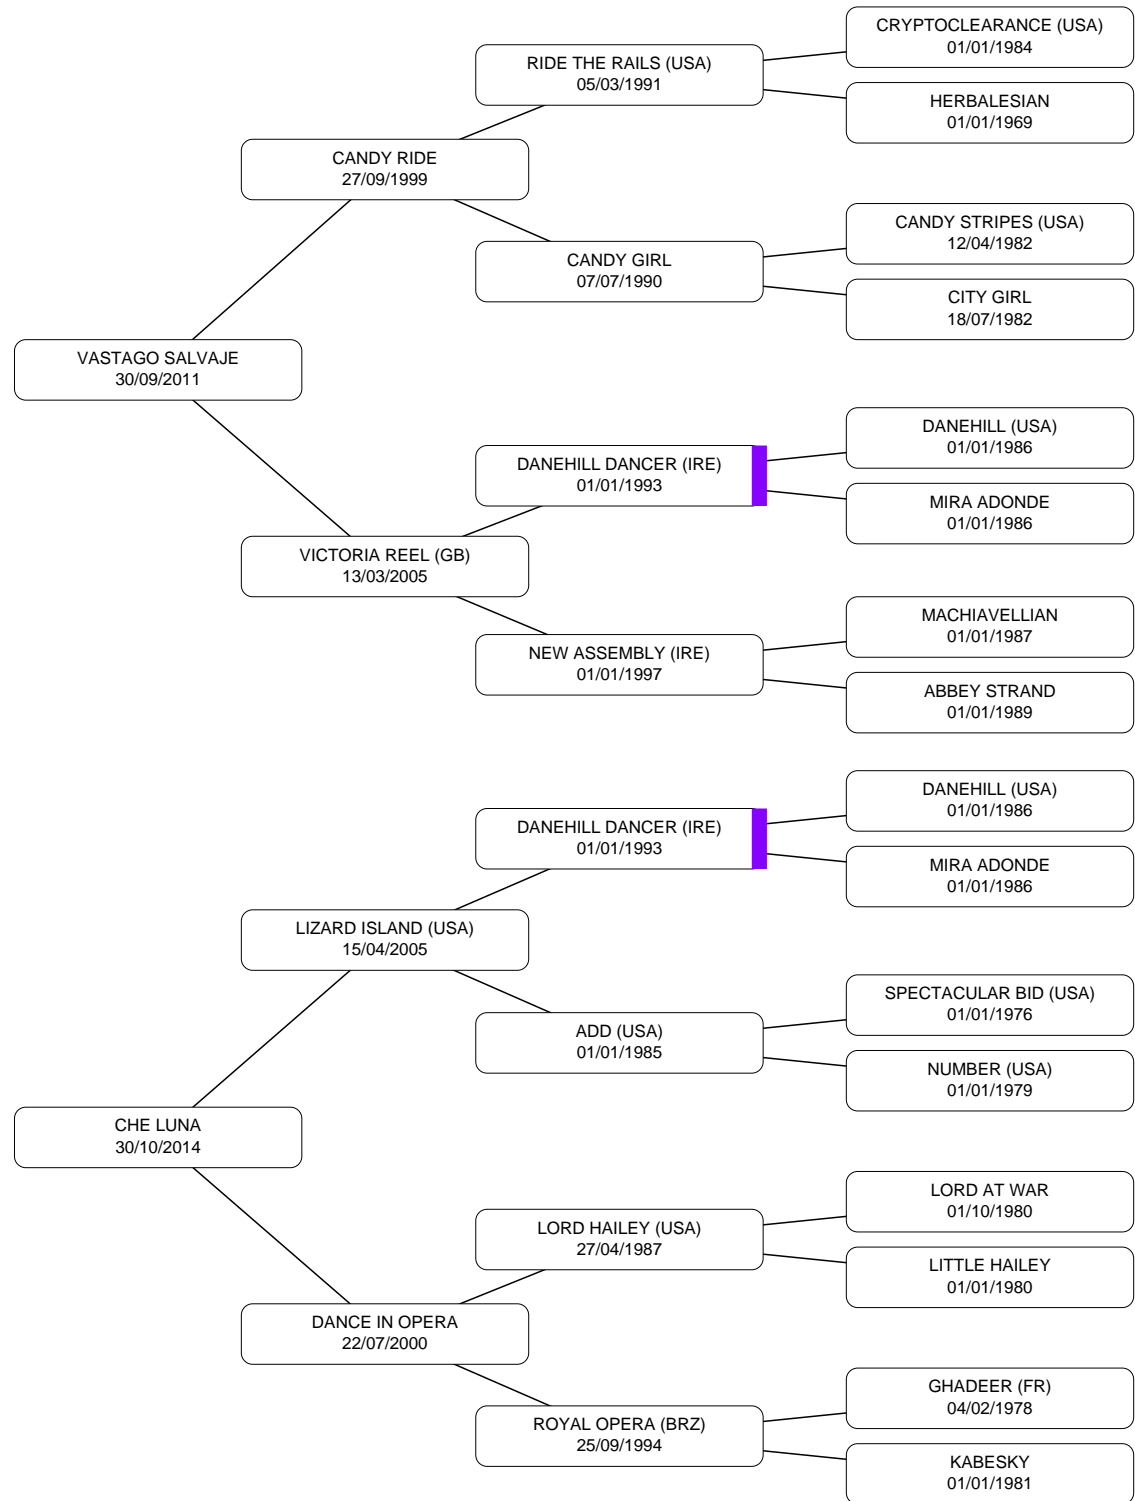 CRYPTOCLEARANCE (USA)
01/01/1984
RIDE THE RAILS (USA)
05/03/1991
HERBALESIAN
01/01/1969
CANDY RIDE
27/09/1999
CANDY STRIPES (USA)
12/04/1982
CANDY GIRL
07/07/1990
CITY GIRL
18/07/1982
VASTAGO SALVAJE
30/09/2011
DANEHILL (USA)
01/01/1986
DANEHILL DANCER (IRE)
01/01/1993
MIRA ADONDE
01/01/1986
VICTORIA REEL (GB)
13/03/2005
MACHIAVELLIAN
01/01/1987
NEW ASSEMBLY (IRE)
01/01/1997
ABBEY STRAND
01/01/1989
DANEHILL (USA)
01/01/1986
DANEHILL DANCER (IRE)
01/01/1993
MIRA ADONDE
01/01/1986
LIZARD ISLAND (USA)
15/04/2005
SPECTACULAR BID (USA)
01/01/1976
ADD (USA)
01/01/1985
NUMBER (USA)
01/01/1979
CHE LUNA
30/10/2014
LORD AT WAR
01/10/1980
LORD HAILEY (USA)
27/04/1987
LITTLE HAILEY
01/01/1980
DANCE IN OPERA
22/07/2000
GHADEER (FR)
04/02/1978
ROYAL OPERA (BRZ)
25/09/1994
KABESKY
01/01/1981